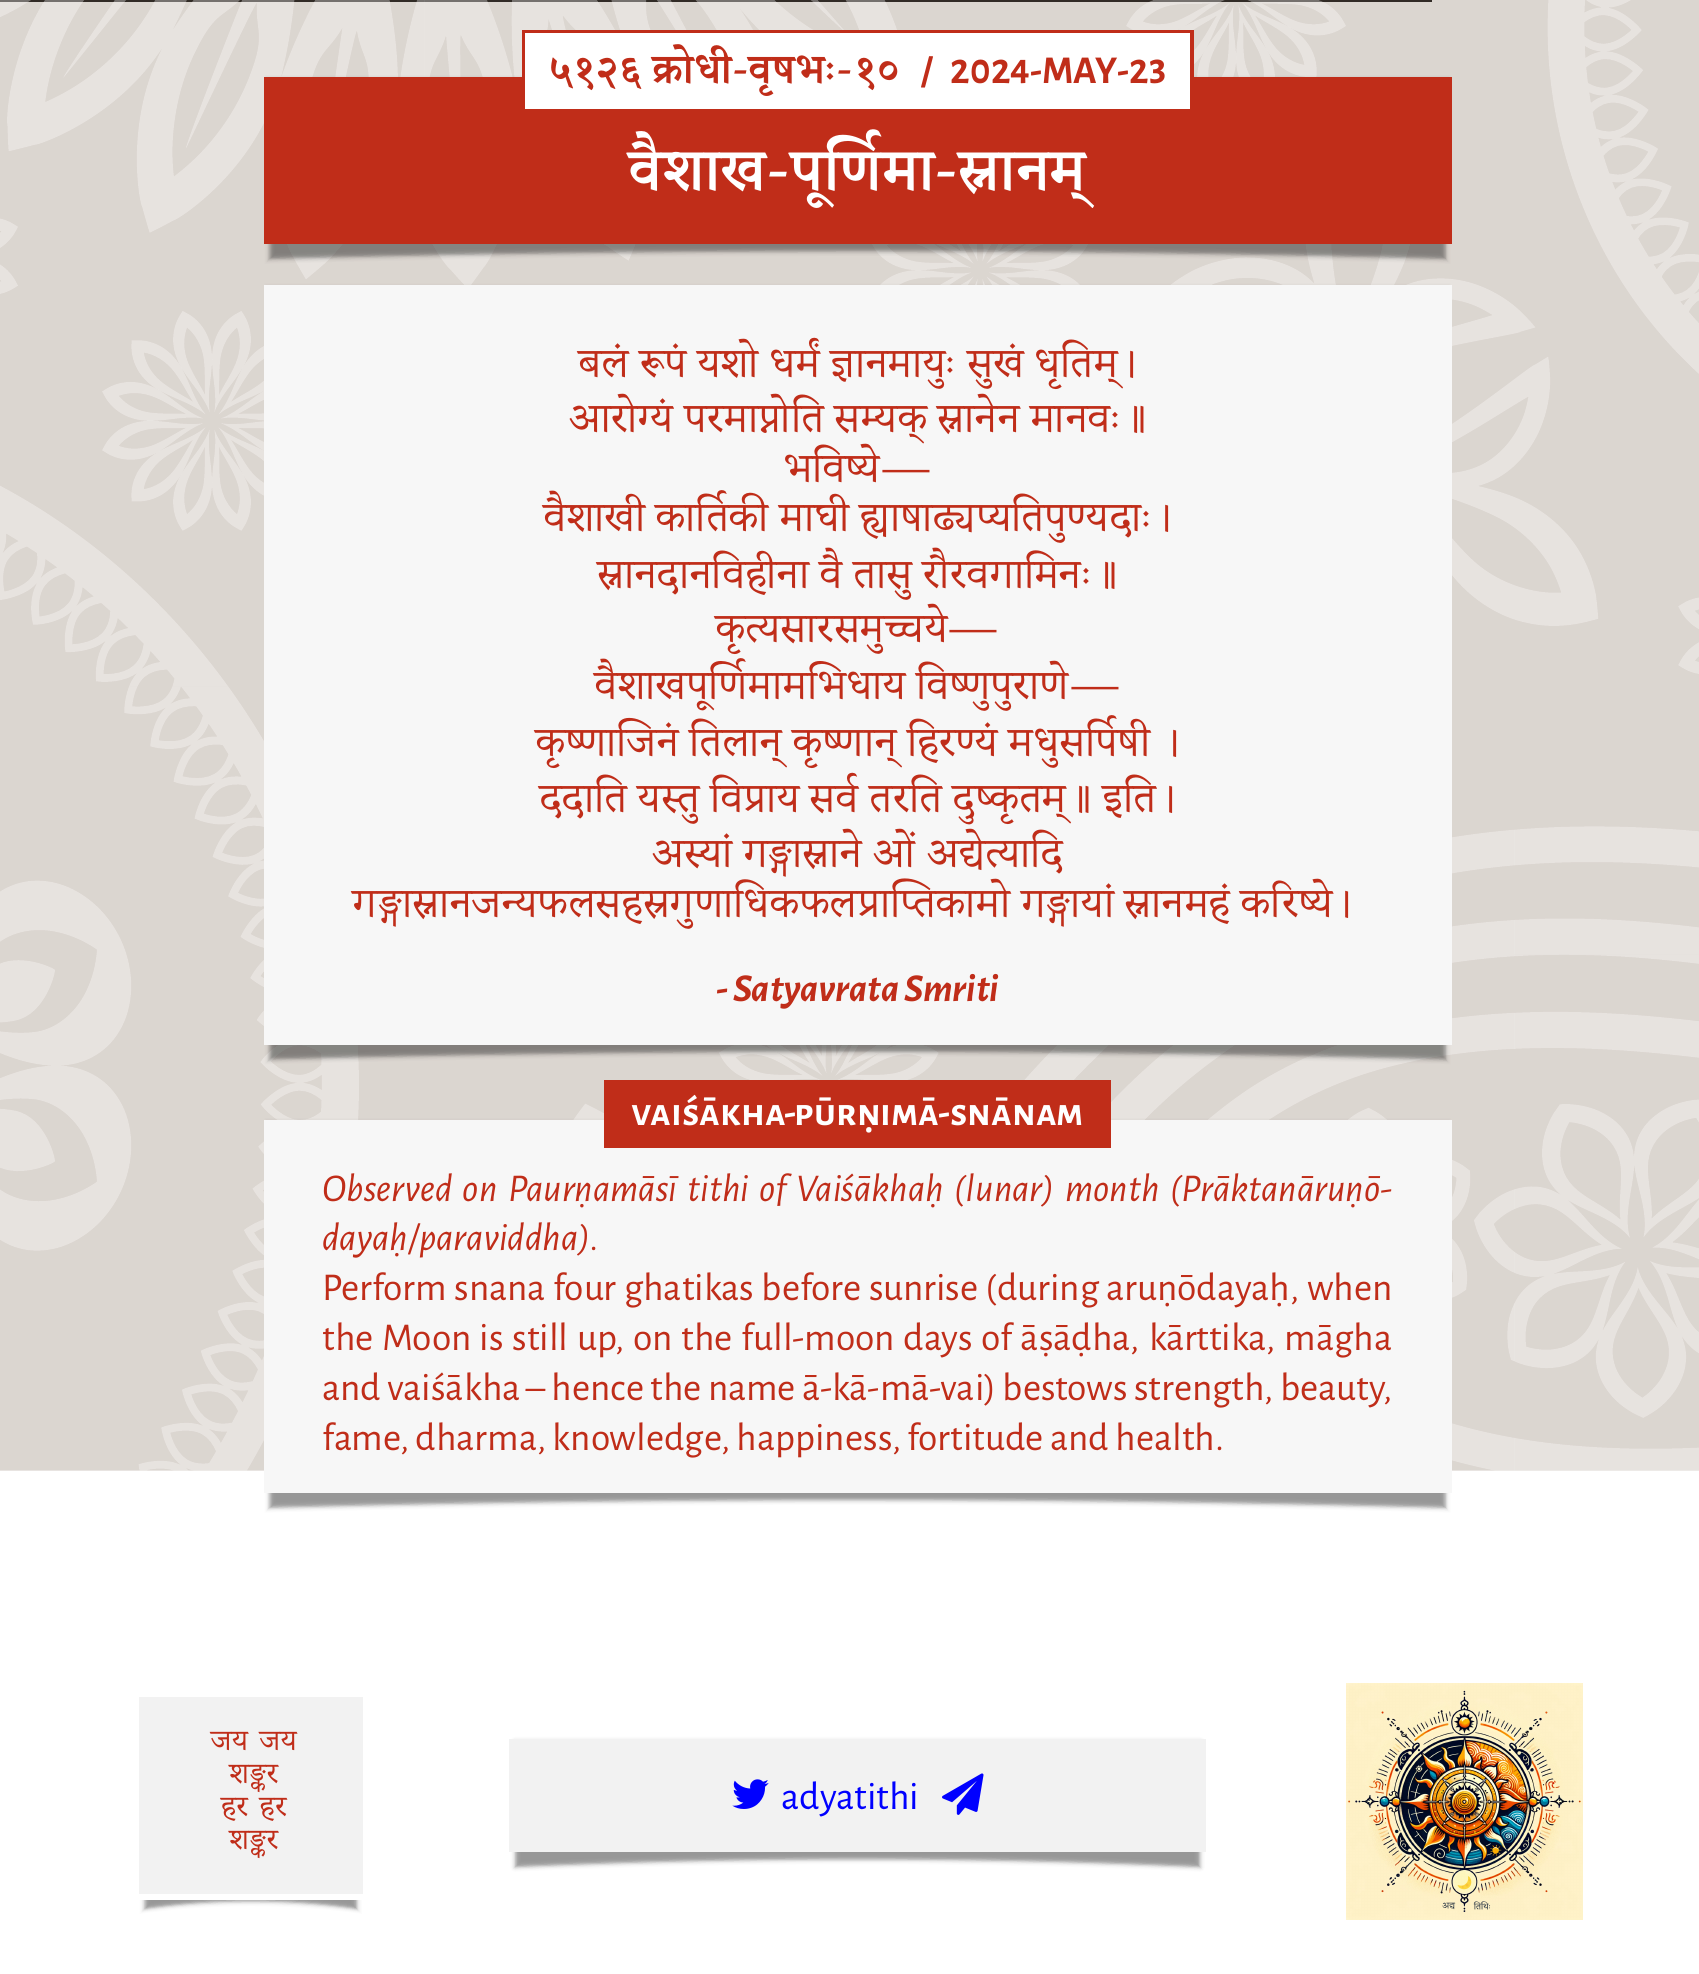 ५१२६ क्रोधी-वृषभः-१० / 2024-MAY-23
वैशाख-पूर्णिमा-स्नानम्
बलं रूपं यशो धर्मं ज्ञानमायुः सुखं धृतिम्।
आरोग्यं परमाप्नोति सम्यक् स्नानेन मानवः॥
भविष्ये—
वैशाखी कार्तिकी माघी ह्याषाढ्यप्यतिपुण्यदाः।
स्नानदानविहीना वै तासु रौरवगामिनः॥
कृत्यसारसमुच्चये—
वैशाखपूर्णिमामभिधाय विष्णुपुराणे—
कृष्णाजिनं तिलान् कृष्णान् हिरण्यं मधुसर्पिषी ।
ददाति यस्तु विप्राय सर्व तरति दुष्कृतम्॥ इति।
अस्यां गङ्गास्नाने ओं अद्येत्यादि
गङ्गास्नानजन्यफलसहस्रगुणाधिकफलप्राप्तिकामो गङ्गायां स्नानमहं करिष्ये।
- Satyavrata Smriti
VAIŚĀKHA-PŪRṆIMĀ-SNĀNAM
Observed on Paurṇamāsī tithi of Vaiśākhaḥ (lunar) month (Prāktanāruṇō-
dayaḥ/paraviddha).
Perform snana four ghatikas before sunrise (during aruṇōdayaḥ, when
the Moon is still up, on the full-moon days of āṣāḍha, kārttika, māgha
and vaiśākha – hence the name ā-kā-mā-vai) bestows strength, beauty,
fame, dharma, knowledge, happiness, fortitude and health.
जय जय
शङ्कर
हर हर
शङ्कर
adyatithi
अद्य तिथिः